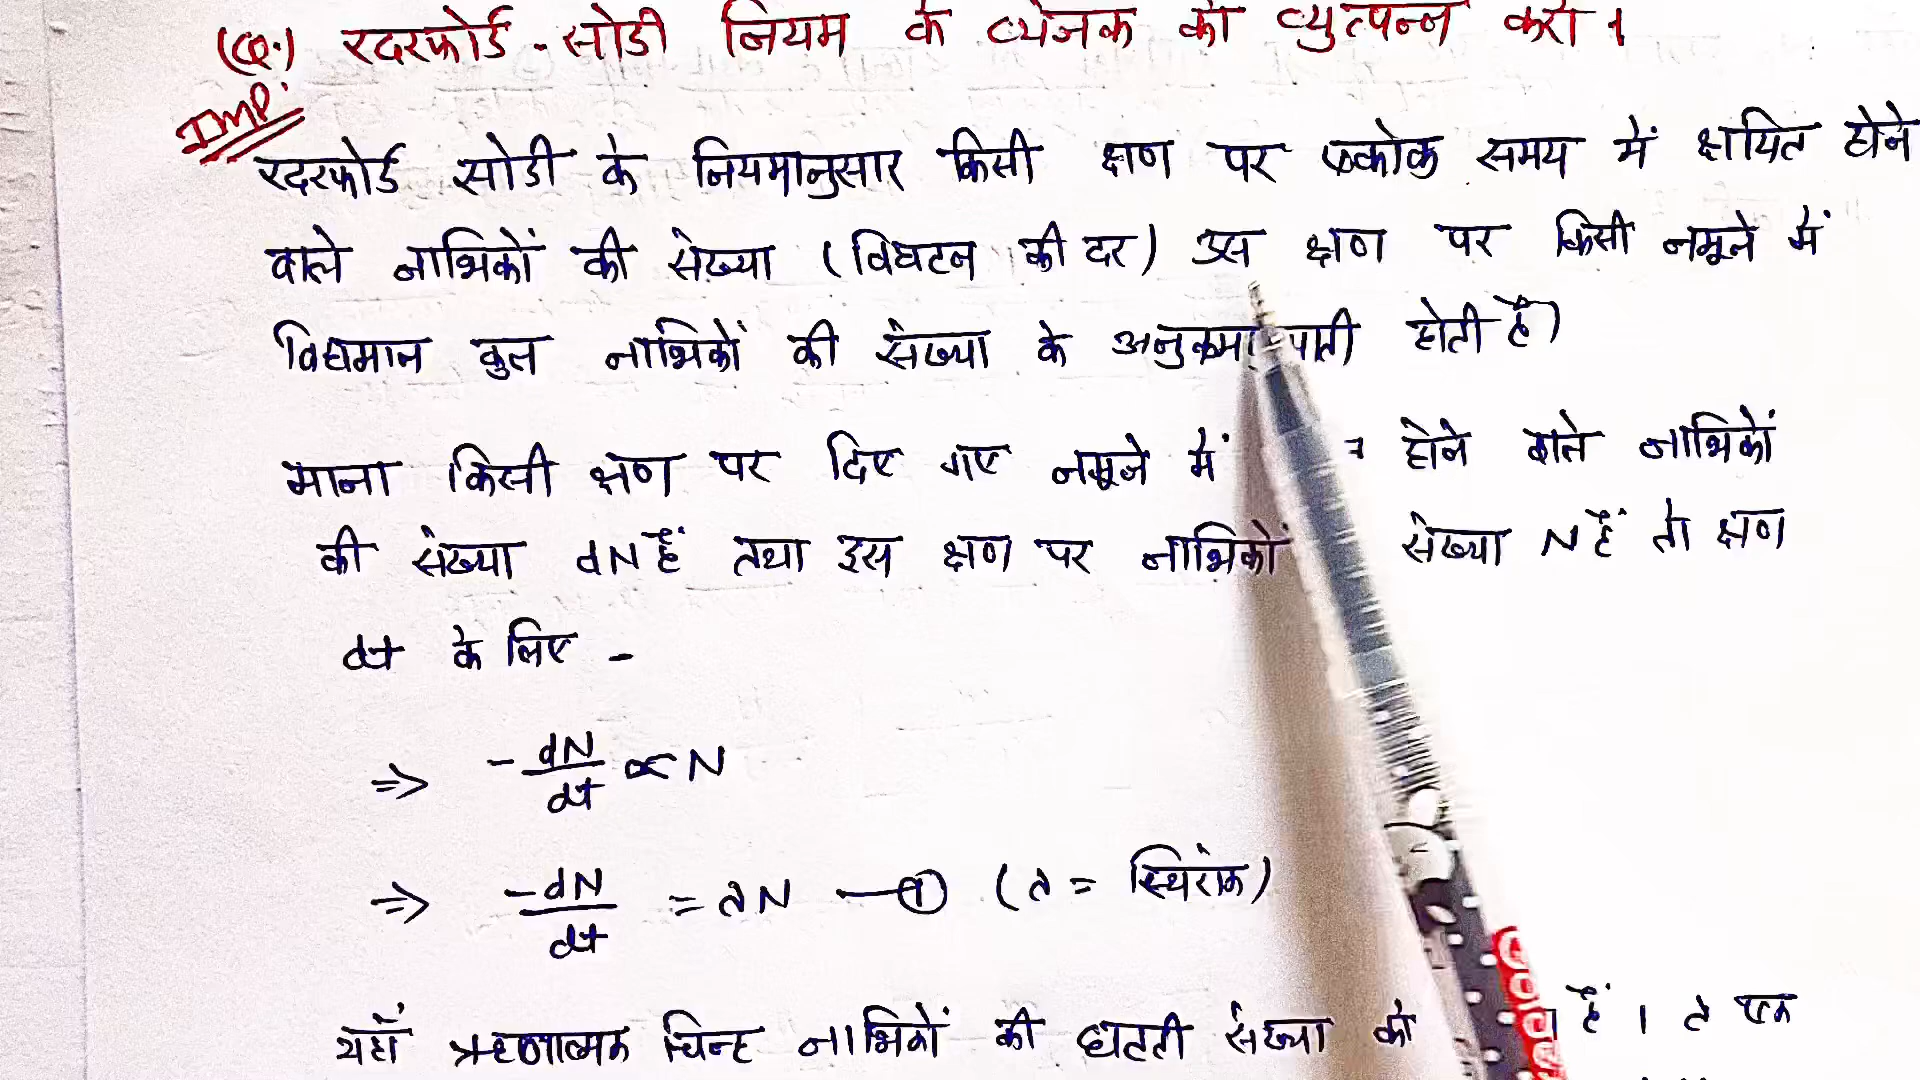 (Q.) रदरफोर्ड - सोडी नियम के व्यंजक को व्युत्पन्न करो ।
IMP.
रदरफोर्ड सोडी के नियमानुसार किसी क्षण पर एकांक समय में क्षयित होने
वाले नाभिकों की संख्या (विघटन की दर) उस क्षण पर किसी नमूने में
विद्यमान कुल नाभिकों की संख्या के होती है)
माना किसी क्षण पर दिए गए नमूने में होने वाले नाभिकों
की संख्या dN हैं तथा इस क्षण पर नाभिकों संख्या N हैं तो क्षण
dt के लिए -
⇒ -dN/dt ∝ N
⇒ -dN/dt = λN —① (λ = स्थिरांक)
यहाँ ऋणात्मक चिन्ह नाभिकों की घटती संख्या को हैं । λ एक